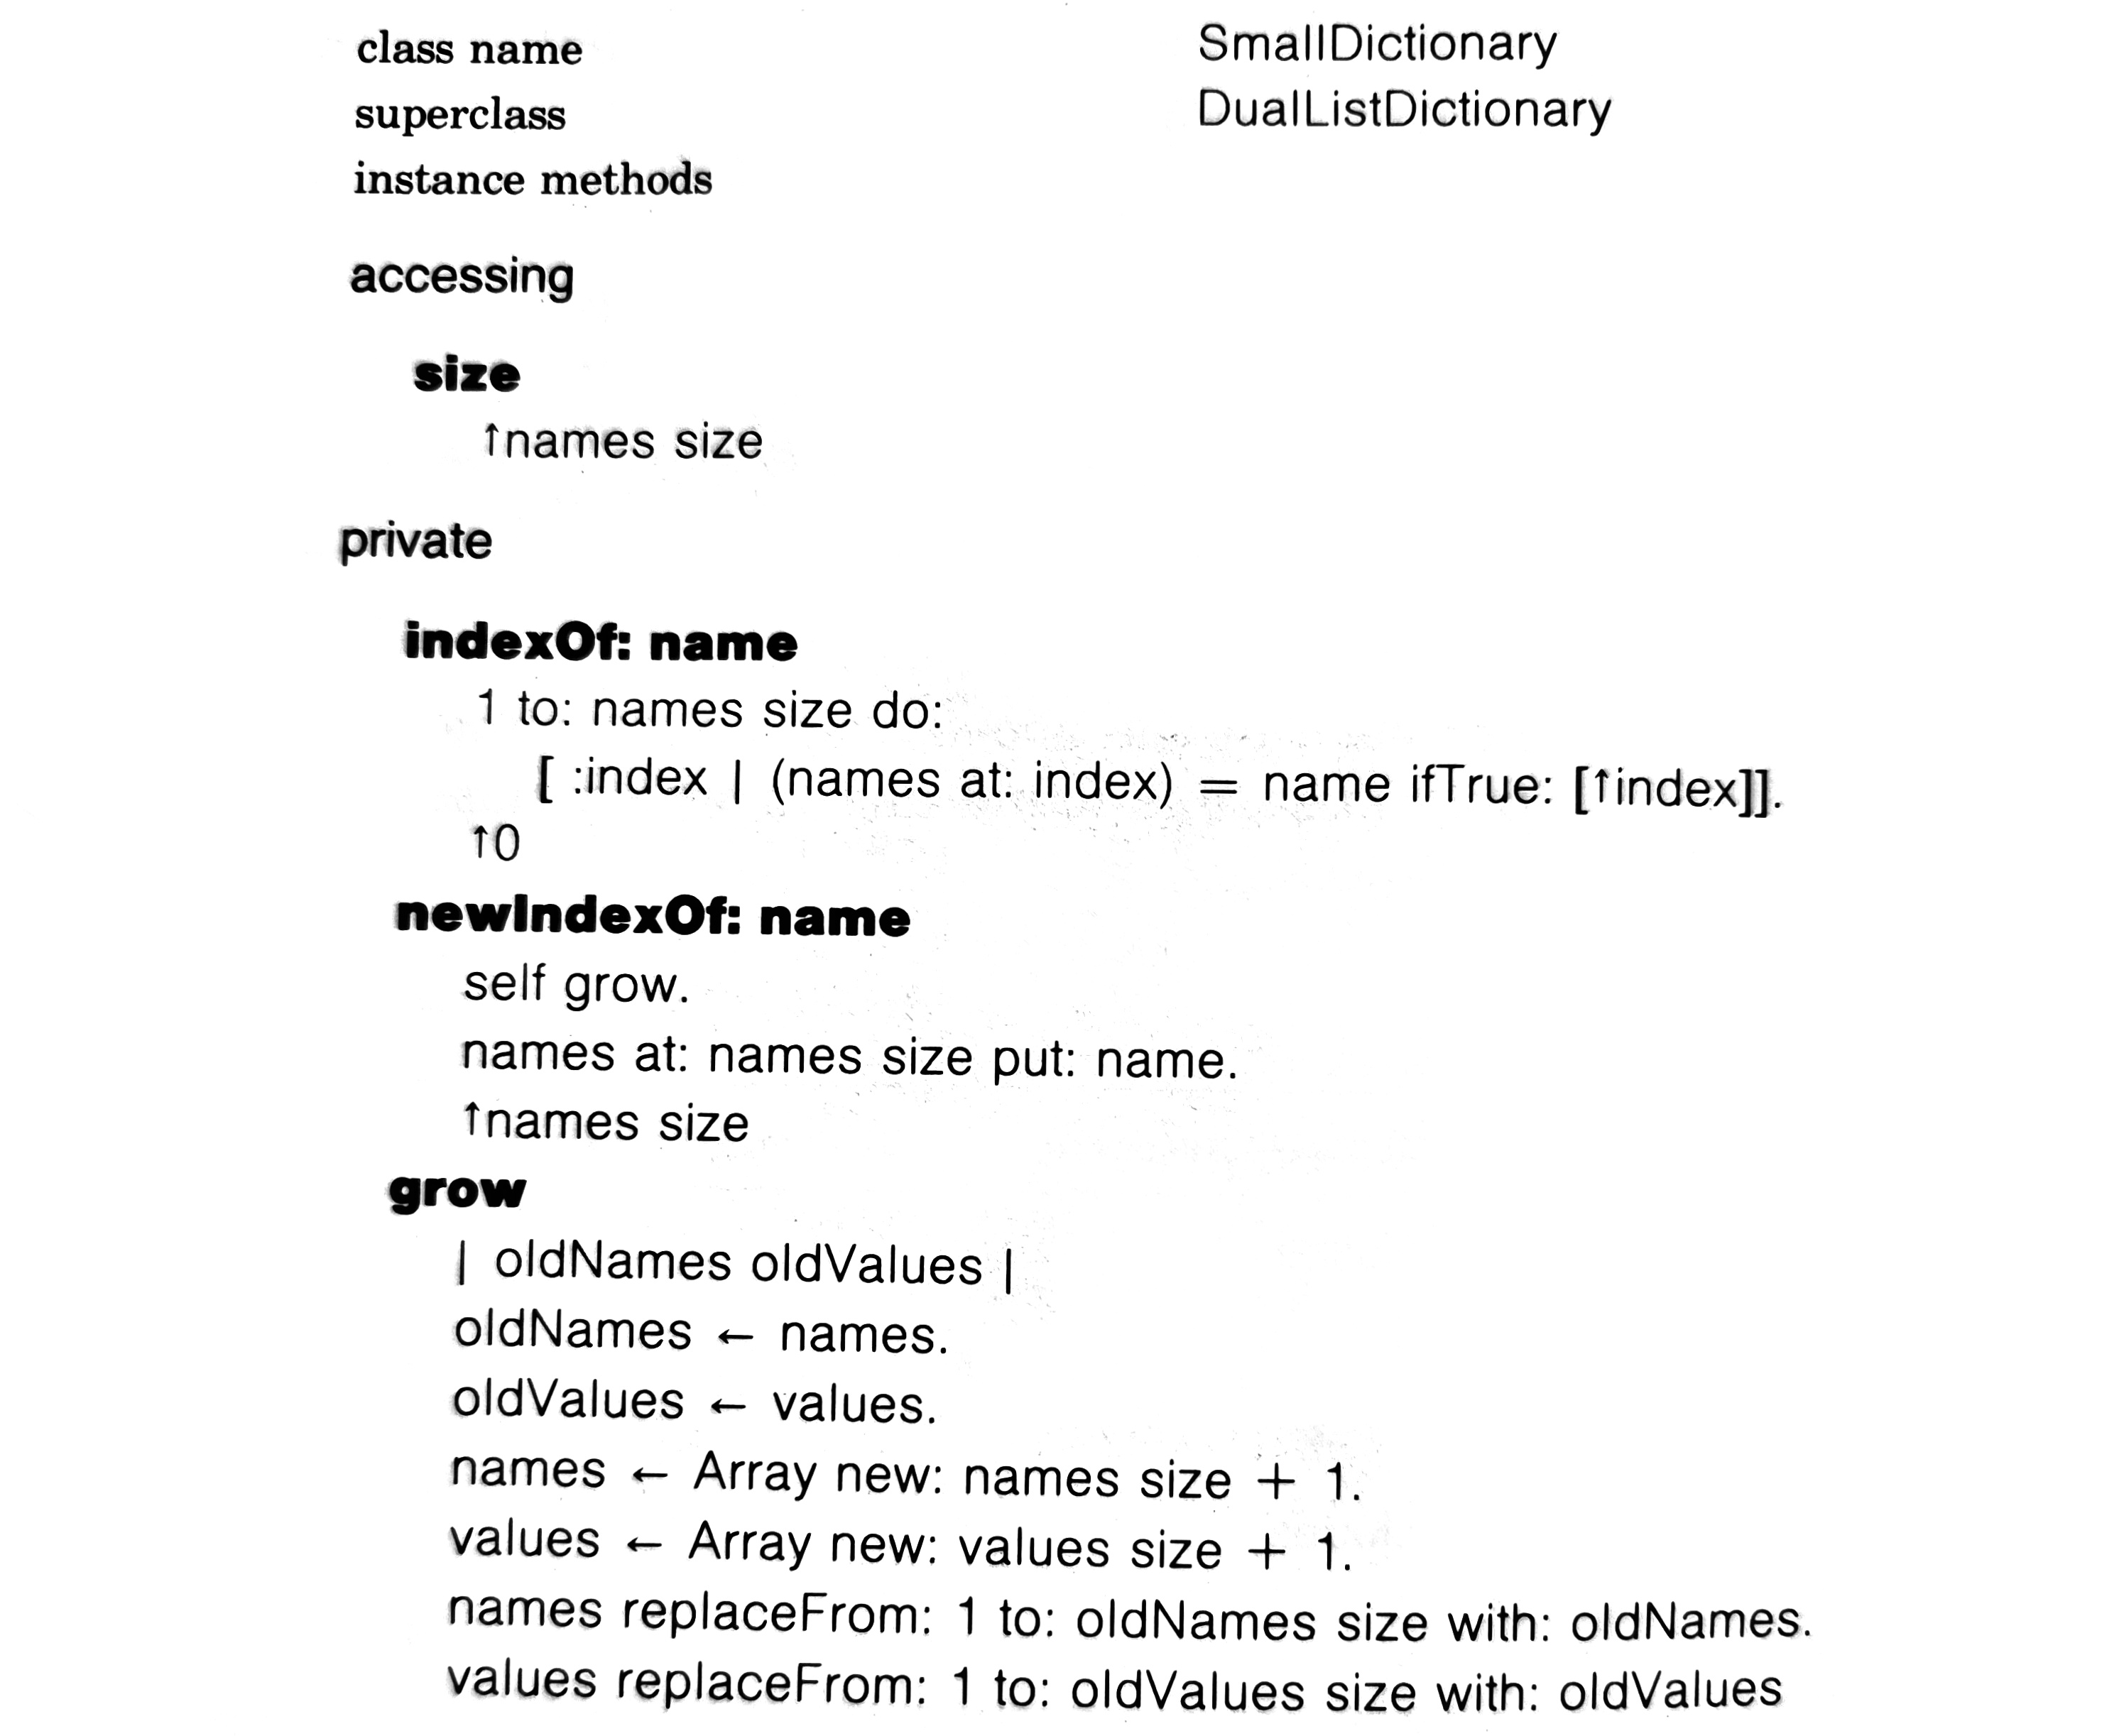 class name SmallDictionary
superclass DualListDictionary
instance methods
accessing
size
↑names size
private
indexOf: name
1 to: names size do:
[ :index | (names at: index) = name ifTrue: [↑index]].
↑0
newIndexOf: name
self grow.
names at: names size put: name.
↑names size
grow
| oldNames oldValues |
oldNames ← names.
oldValues ← values.
names ← Array new: names size + 1.
values ← Array new: values size + 1.
names replaceFrom: 1 to: oldNames size with: oldNames.
values replaceFrom: 1 to: oldValues size with: oldValues